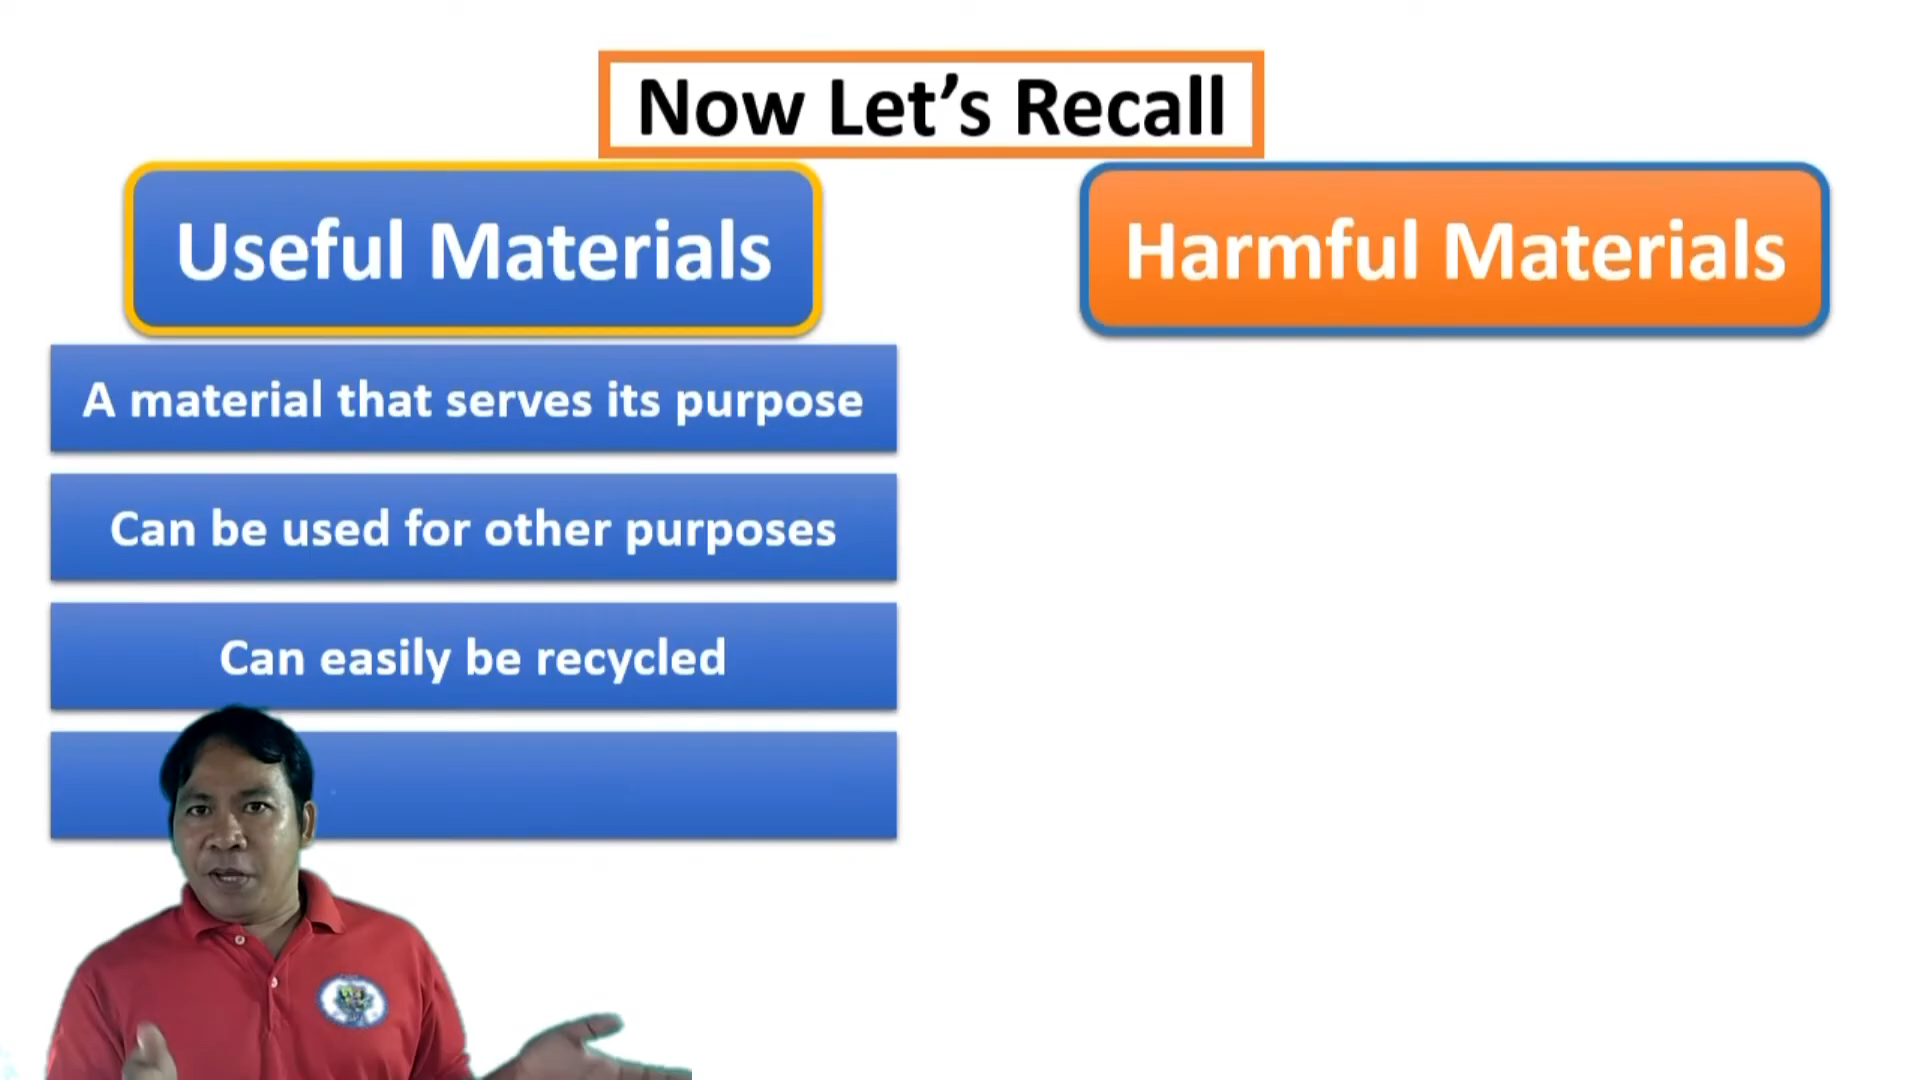 Now Let’s Recall
Useful Materials
Harmful Materials
A material that serves its purpose
Can be used for other purposes
Can easily be recycled